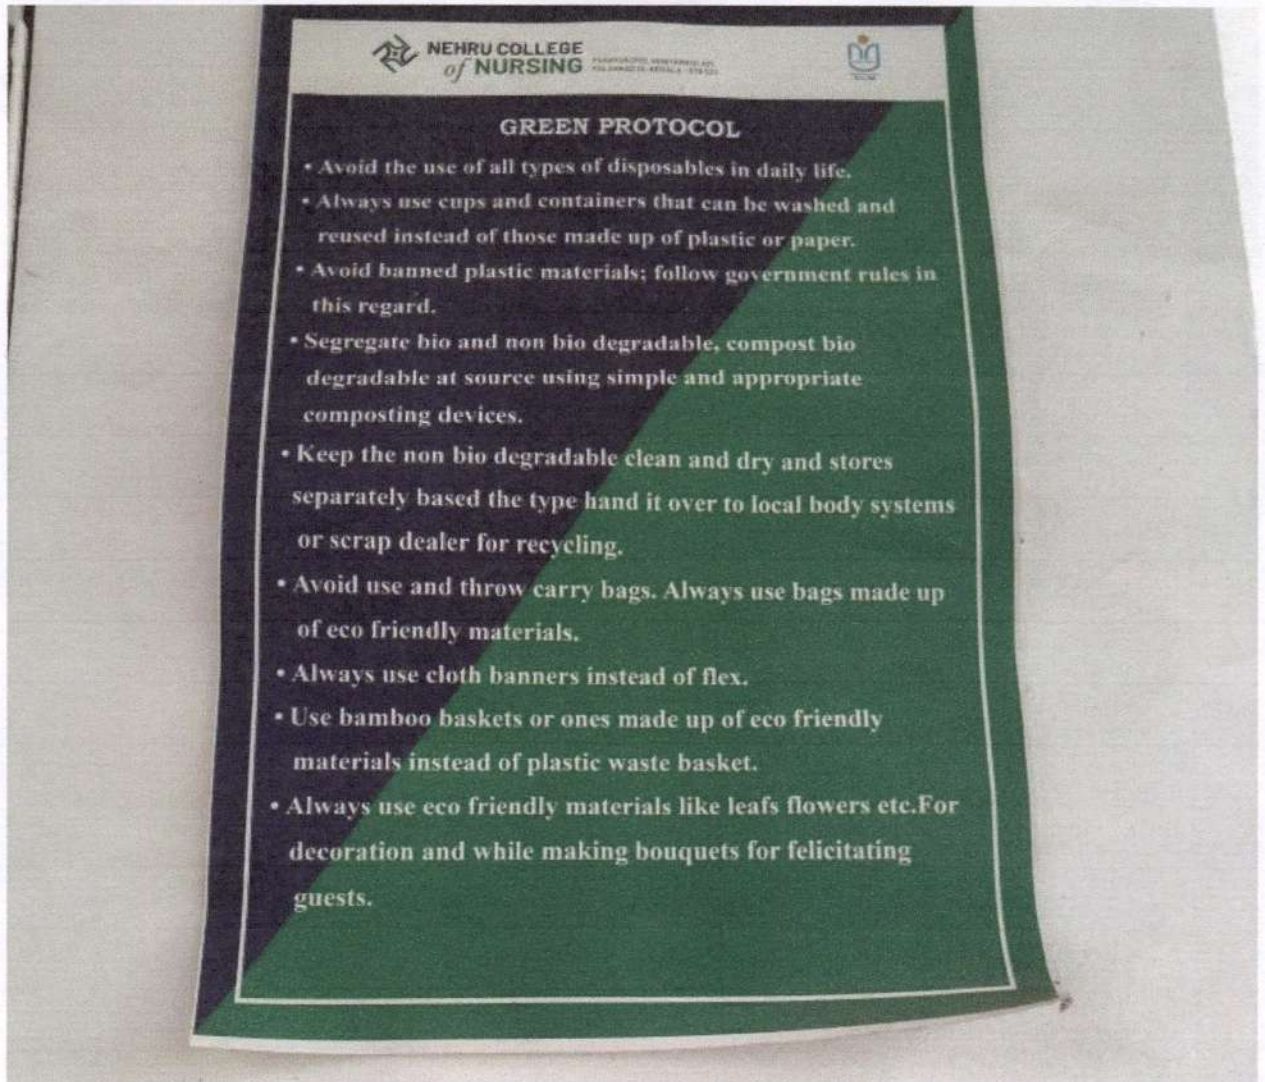 NEHRU COLLEGE
of NURSING
GREEN PROTOCOL
• Avoid the use of all types of disposables in daily life.
• Always use cups and containers that can be washed and
reused instead of those made up of plastic or paper.
• Avoid banned plastic materials; follow government rules in
this regard.
• Segregate bio and non bio degradable, compost bio
degradable at source using simple and appropriate
composting devices.
• Keep the non bio degradable clean and dry and stores
separately based the type hand it over to local body systems
or scrap dealer for recycling.
• Avoid use and throw carry bags. Always use bags made up
of eco friendly materials.
• Always use cloth banners instead of flex.
• Use bamboo baskets or ones made up of eco friendly
materials instead of plastic waste basket.
• Always use eco friendly materials like leafs flowers etc.For
decoration and while making bouquets for felicitating
guests.